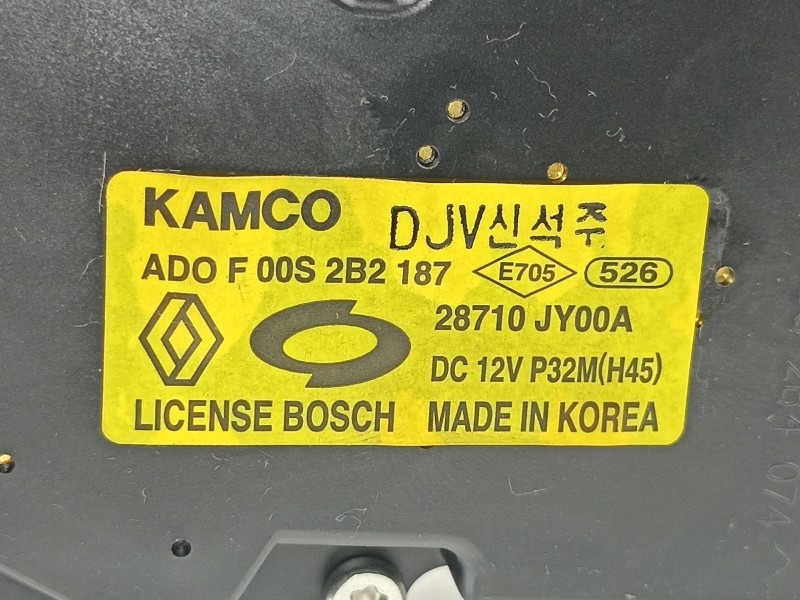 KAMCO DJV신석주
ADO F 00S 2B2 187 E705 526
28710 JY00A
DC 12V P32M(H45)
LICENSE BOSCH MADE IN KOREA